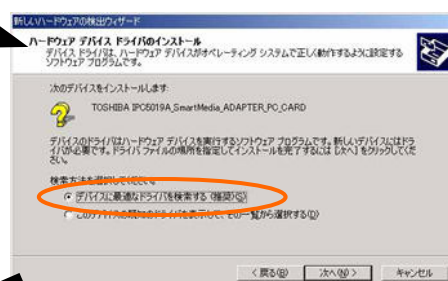 新しいハードウェアの検出ウィザード
ハードウェア デバイス ドライバのインストール
デバイス ドライバは、ハードウェア デバイスがオペレーティング システムで正しく動作するように設定する
ソフトウェア プログラムです。
次のデバイスをインストールします:
TOSHIBA IPC5019A_SmartMedia_ADAPTER_PC_CARD
デバイスのドライバはハードウェア デバイスを実行するソフトウェア プログラムです。新しいデバイスにはドラ
イバが必要です。ドライバ ファイルの場所を指定してインストールを完了するには [次へ] をクリックしてくだ
さい。
検索方法を選択してください。
デバイスに最適なドライバを検索する (推奨)(S)
このデバイスの既知のドライバを表示して、その一覧から選択する(D)
< 戻る(B)
次へ(N) >
キャンセル